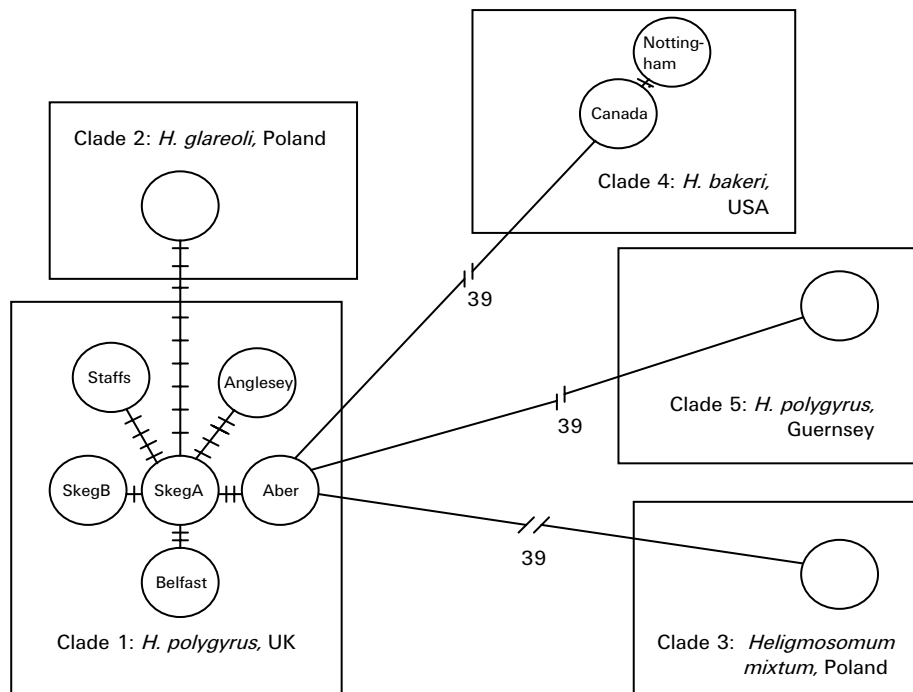 Notting-
ham
Canada
Clade 4: H. bakeri,
USA
Clade 2: H. glareoli, Poland
39
Clade 5: H. polygyrus,
Guernsey
39
Staffs
Anglesey
SkegB
SkegA
Aber
Belfast
Clade 1: H. polygyrus, UK
39
Clade 3: Heligmosomum
mixtum, Poland